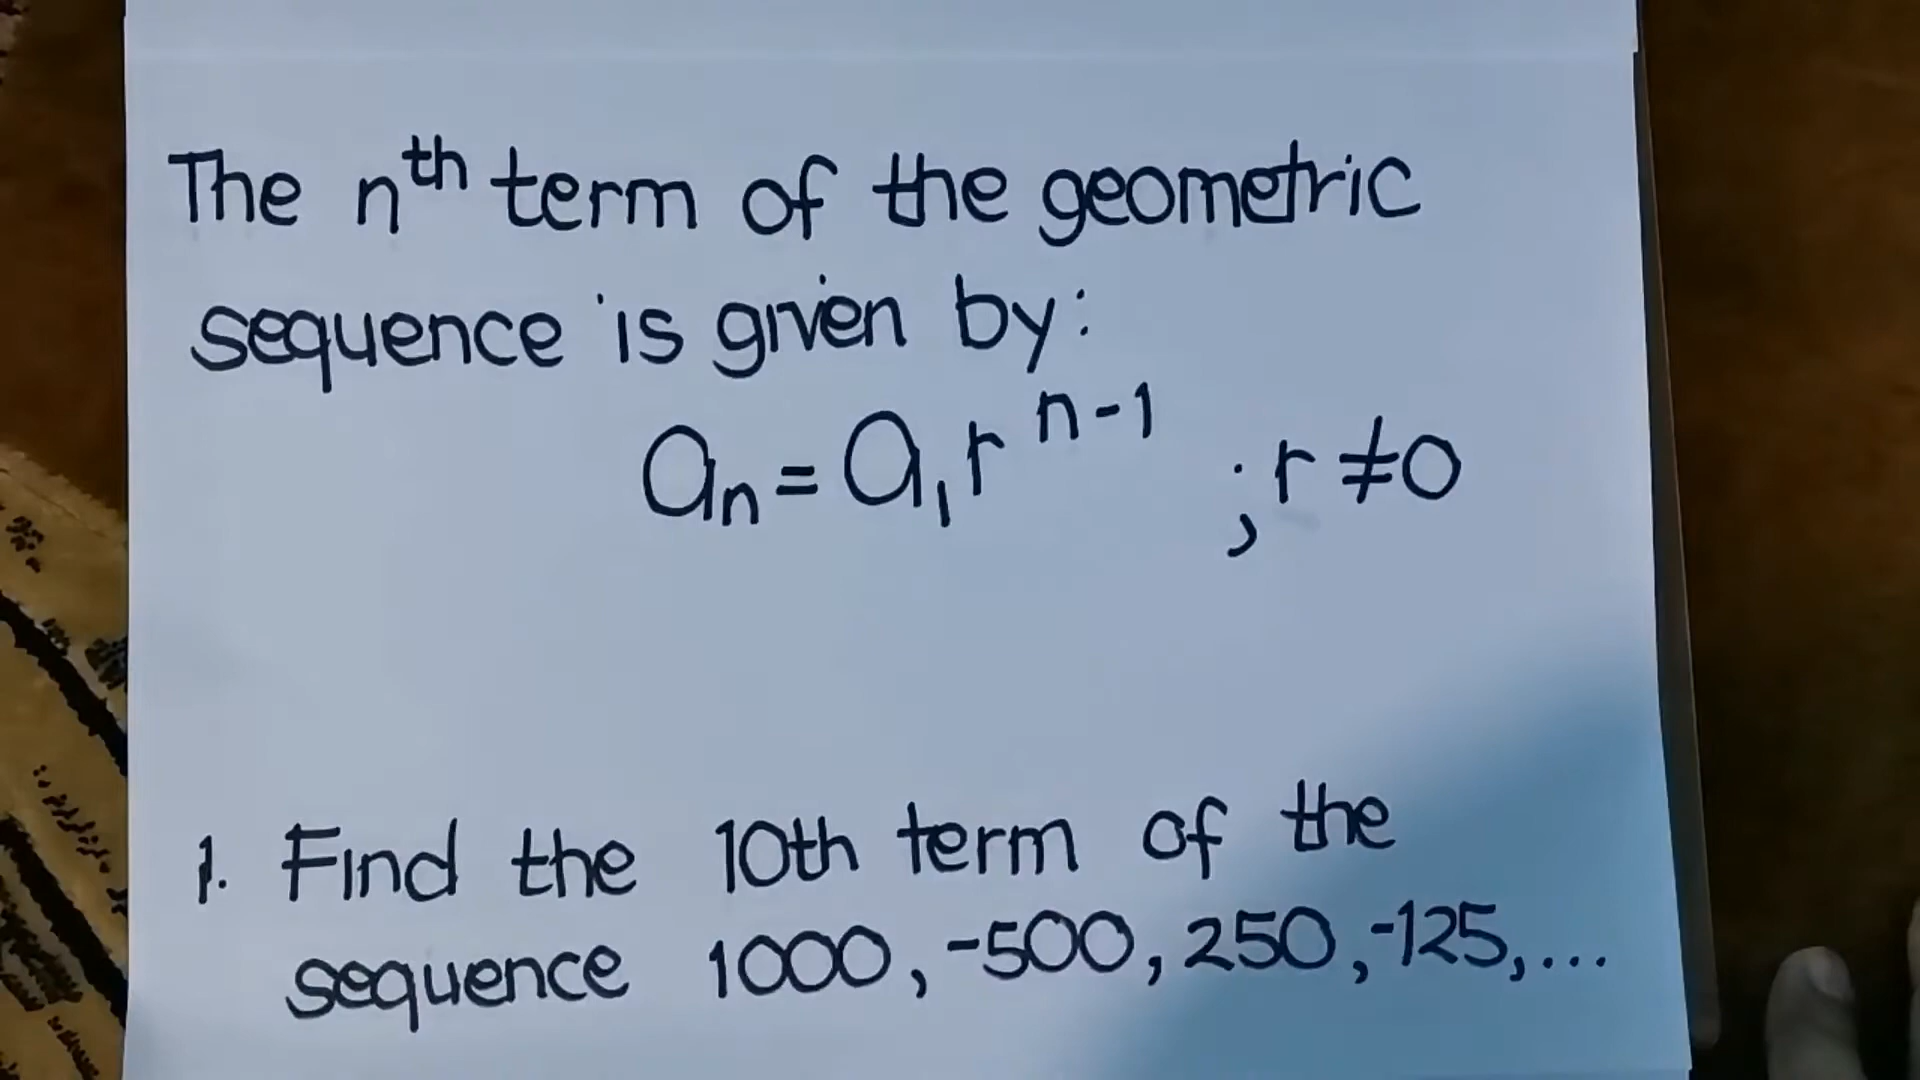 The nth term of the geometric
sequence is given by:
aₙ = a₁rⁿ⁻¹ ; r ≠ 0
1. Find the 10th term of the
sequence 1000, -500, 250, -125, ...